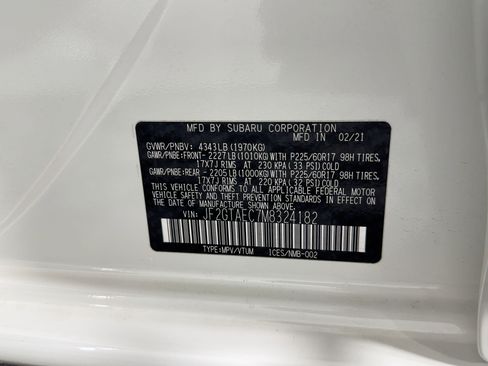 MFD BY SUBARU CORPORATION
MADE IN JAPAN 02/21
GVWR/PNBV: 4343LB (1970KG)
GAWR/PNBE:FRONT- 2227LB(1010KG)WITH P225/60R17 98H TIRES,
17X7J RIMS AT 230 KPA(33 PSI)COLD
GAWR/PNBE:REAR - 2205LB(1000KG)WITH P225/60R17 98H TIRES,
17X7J RIMS AT 220 KPA(32 PSI)COLD
THIS VEHICLE CONFORMS TO ALL APPLICABLE FEDERAL MOTOR
VEHICLE SAFETY AND THEFT PREVENTION STANDARDS IN EFFECT
ON THE DATE OF MANUFACTURE SHOWN ABOVE.
VIN: JF2GTAEC7M8324182
TYPE:MPV/VTUM ICES/NMB-002